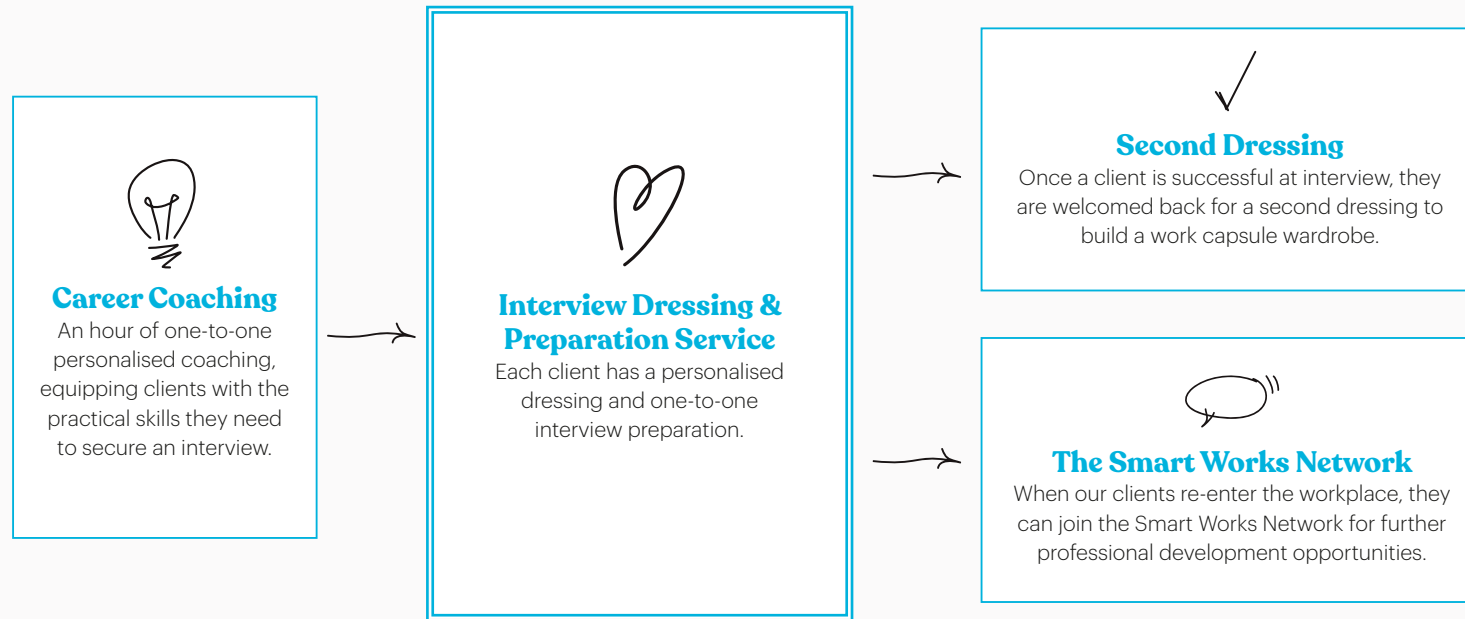 Career Coaching
An hour of one-to-one
personalised coaching,
equipping clients with the
practical skills they need
to secure an interview.
Interview Dressing &
Preparation Service
Each client has a personalised
dressing and one-to-one
interview preparation.
Second Dressing
Once a client is successful at interview, they
are welcomed back for a second dressing to
build a work capsule wardrobe.
The Smart Works Network
When our clients re-enter the workplace, they
can join the Smart Works Network for further
professional development opportunities.